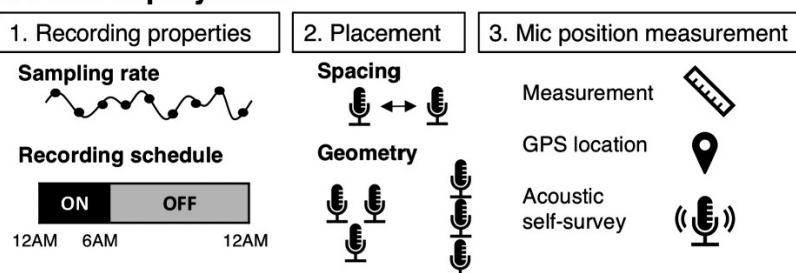 1. Recording properties
Sampling rate
Recording schedule
ON OFF
12AM 6AM 12AM
2. Placement
Spacing
Geometry
3. Mic position measurement
Measurement
GPS location
Acoustic
self-survey